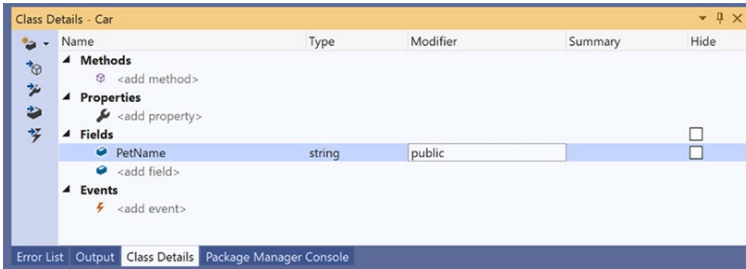 Class Details - Car
Name Type Modifier Summary Hide
Methods
<add method>
Properties
<add property>
Fields
PetName string public
<add field>
Events
<add event>
Error List Output Class Details Package Manager Console